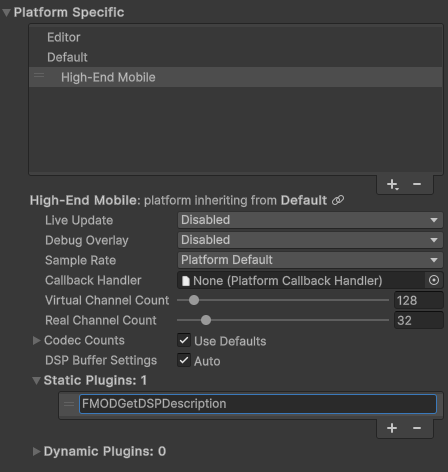 Platform Specific
Editor
Default
High-End Mobile
High-End Mobile: platform inheriting from Default
Live Update Disabled
Debug Overlay Disabled
Sample Rate Platform Default
Callback Handler None (Platform Callback Handler)
Virtual Channel Count 128
Real Channel Count 32
Codec Counts Use Defaults
DSP Buffer Settings Auto
Static Plugins: 1
FMODGetDSPDescription
Dynamic Plugins: 0